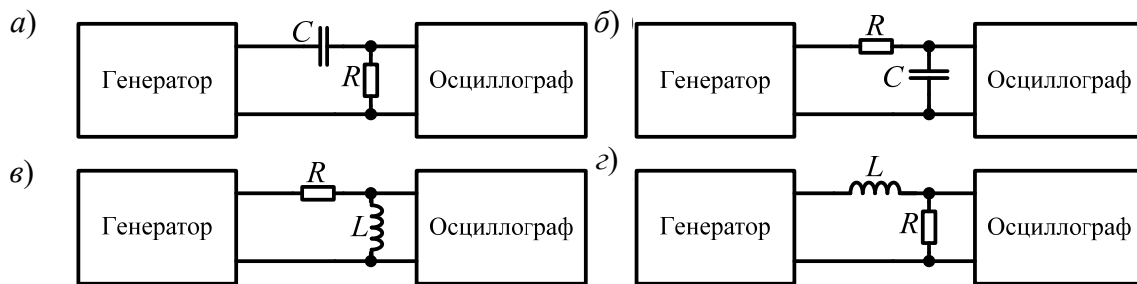 а) Генератор C R Осциллограф
б) Генератор R C Осциллограф
в) Генератор R L Осциллограф
г) Генератор L R Осциллограф